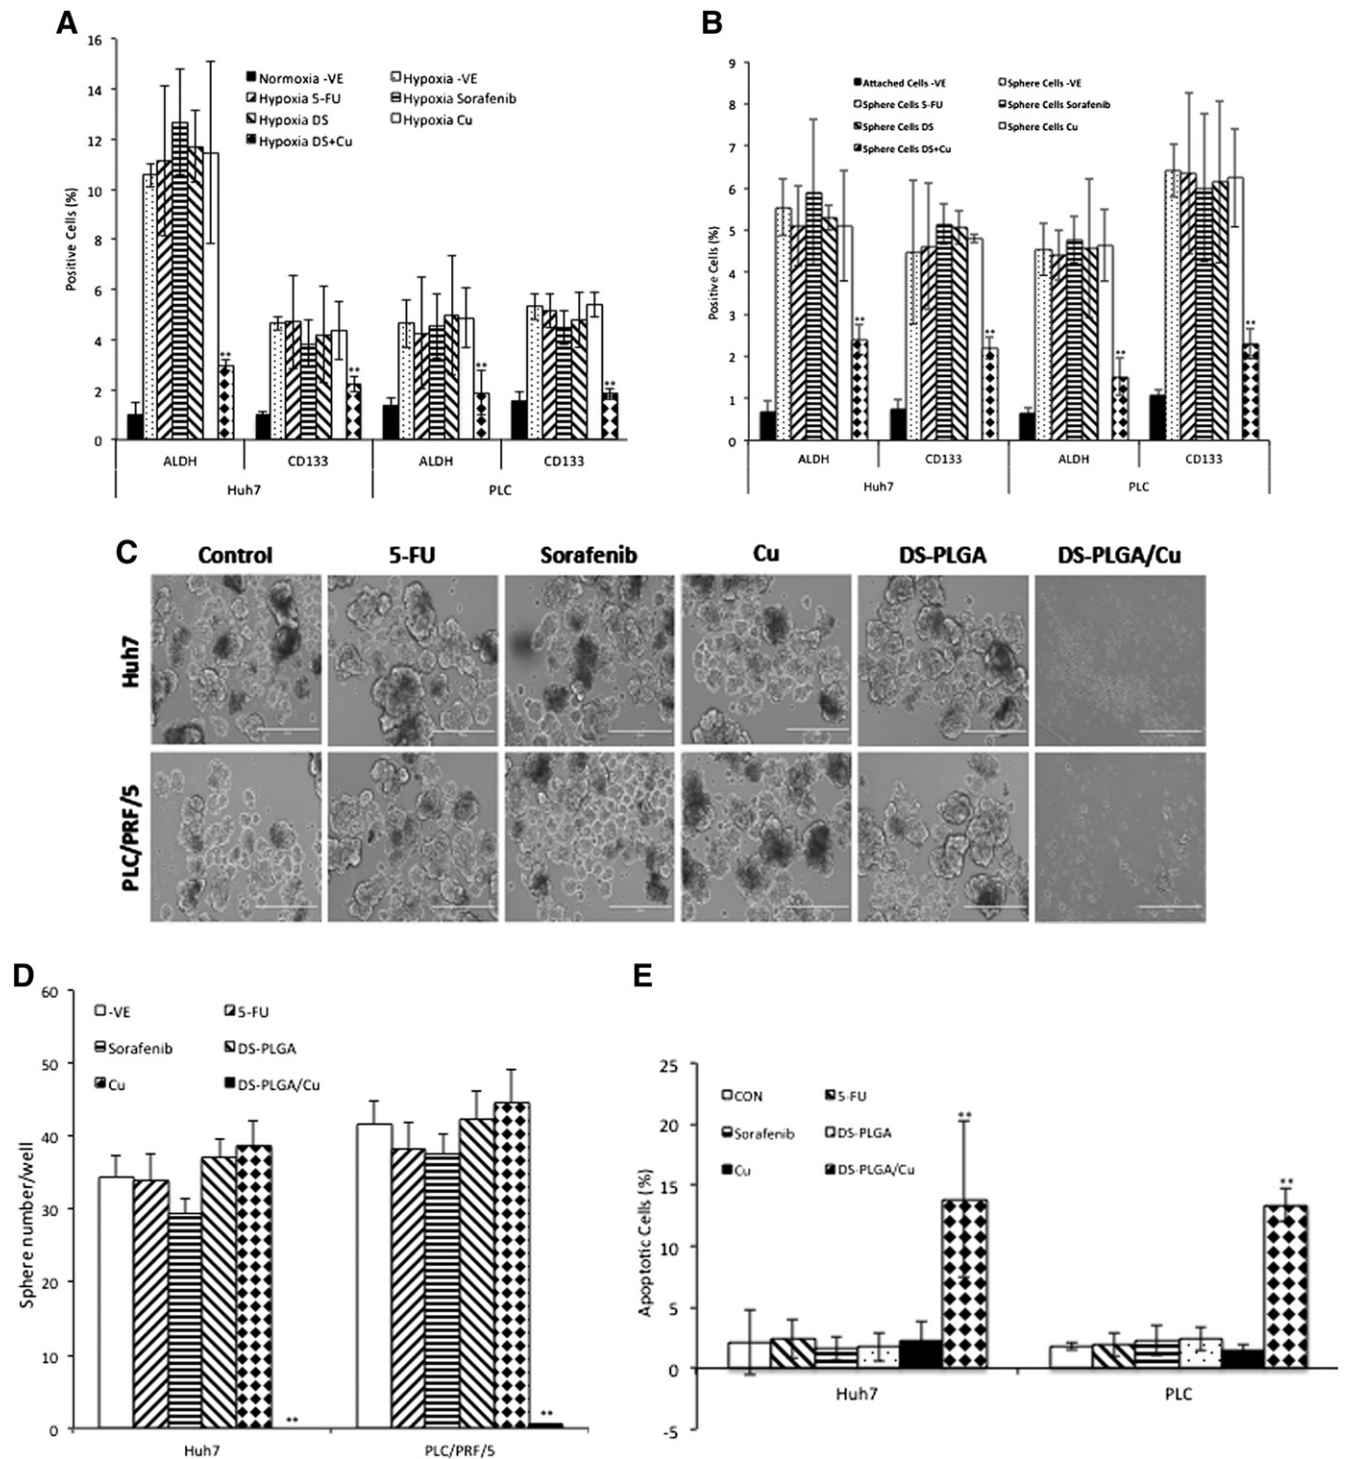 A
16
14
12
10
8
6
4
2
0
Positive Cells (%)
Normoxia -VE
Hypoxia -VE
Hypoxia 5-FU
Hypoxia Sorafenib
Hypoxia DS
Hypoxia Cu
Hypoxia DS+Cu
**
**
**
**
ALDH CD133 ALDH CD133
Huh7 PLC
B
9
8
7
6
5
4
3
2
1
0
Positive Cells (%)
Attached Cells -VE
Sphere Cells -VE
Sphere Cells 5-FU
Sphere Cells Sorafenib
Sphere Cells DS
Sphere Cells Cu
Sphere Cells DS+Cu
**
**
**
**
ALDH CD133 ALDH CD133
Huh7 PLC
C
Control 5-FU Sorafenib Cu DS-PLGA DS-PLGA/Cu
Huh7
PLC/PRF/5
D
60
50
40
30
20
10
0
Sphere number/well
-VE
5-FU
Sorafenib
DS-PLGA
Cu
DS-PLGA/Cu
**
**
Huh7 PLC/PRF/5
E
25
20
15
10
5
0
-5
Apoptotic Cells (%)
CON
5-FU
Sorafenib
DS-PLGA
Cu
DS-PLGA/Cu
**
**
Huh7 PLC